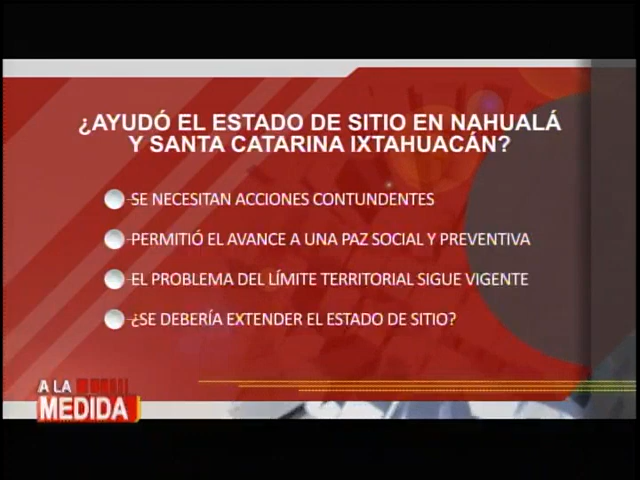 ¿AYUDÓ EL ESTADO DE SITIO EN NAHUALÁ
Y SANTA CATARINA IXTAHUACÁN?
SE NECESITAN ACCIONES CONTUNDENTES
PERMITIÓ EL AVANCE A UNA PAZ SOCIAL Y PREVENTIVA
EL PROBLEMA DEL LÍMITE TERRITORIAL SIGUE VIGENTE
¿SE DEBERÍA EXTENDER EL ESTADO DE SITIO?
A LA
MEDIDA